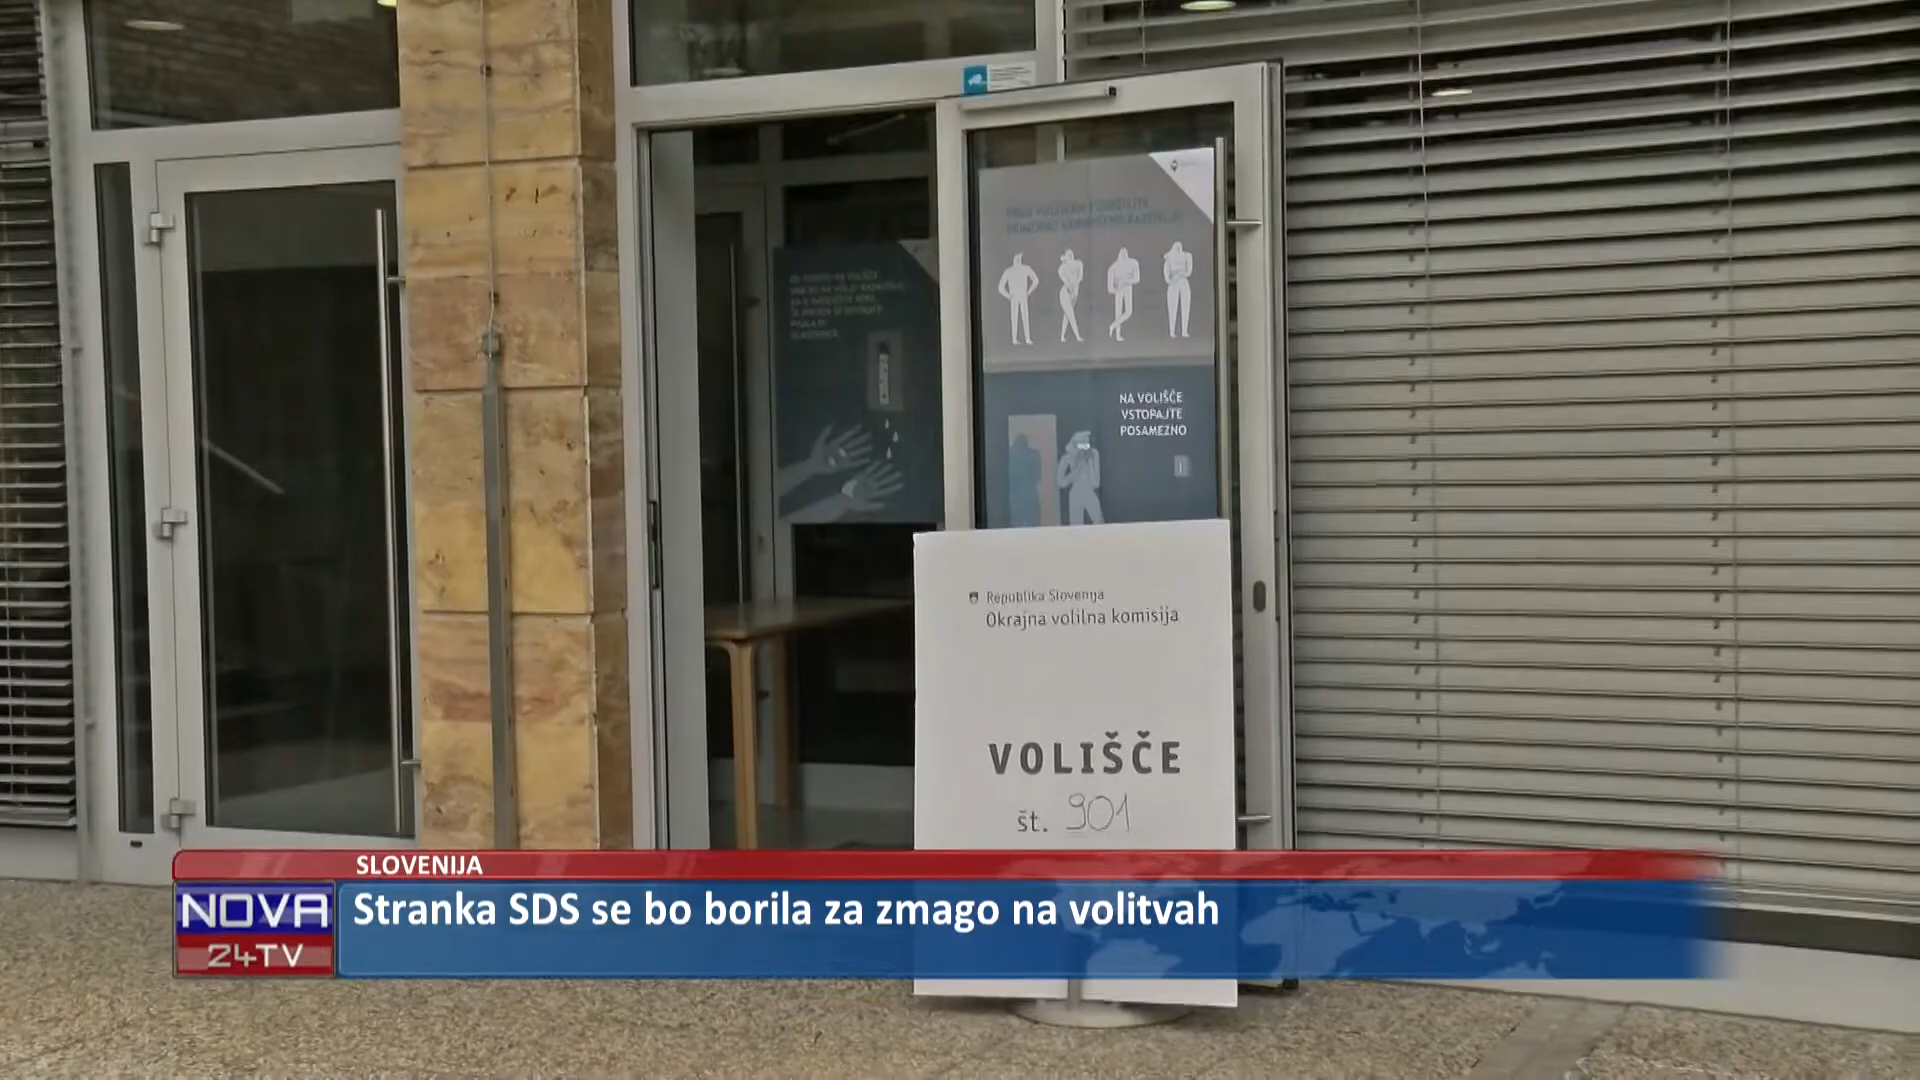 NA VOLIŠČE
VSTOPAJTE
POSAMEZNO
Republika Slovenija
Okrajna volilna komisija
VOLIŠČE
št. 901
SLOVENIJA
NOVA
24TV
Stranka SDS se bo borila za zmago na volitvah